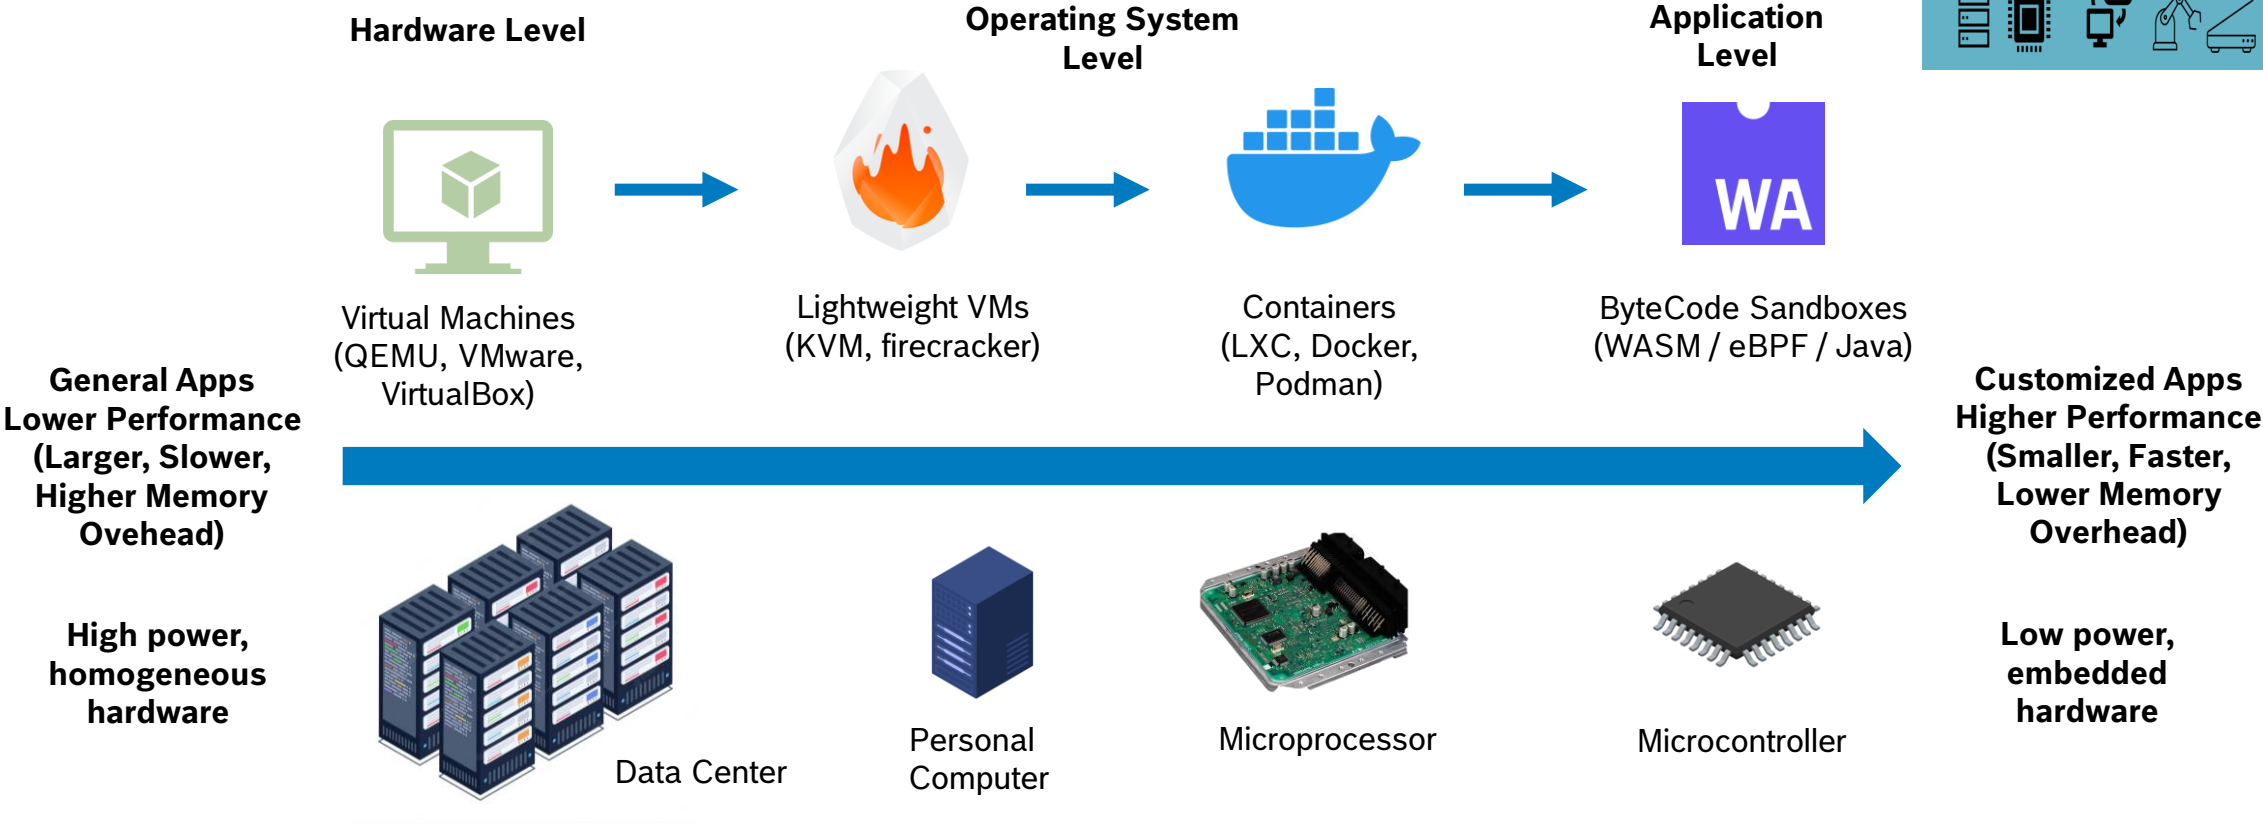 Hardware Level
Operating System
Level
Application
Level
WA
Virtual Machines
(QEMU, VMware,
VirtualBox)
Lightweight VMs
(KVM, firecracker)
Containers
(LXC, Docker,
Podman)
ByteCode Sandboxes
(WASM / eBPF / Java)
General Apps
Lower Performance
(Larger, Slower,
Higher Memory
Ovehead)
Customized Apps
Higher Performance
(Smaller, Faster,
Lower Memory
Overhead)
High power,
homogeneous
hardware
Data Center
Personal
Computer
Microprocessor
Microcontroller
Low power,
embedded
hardware